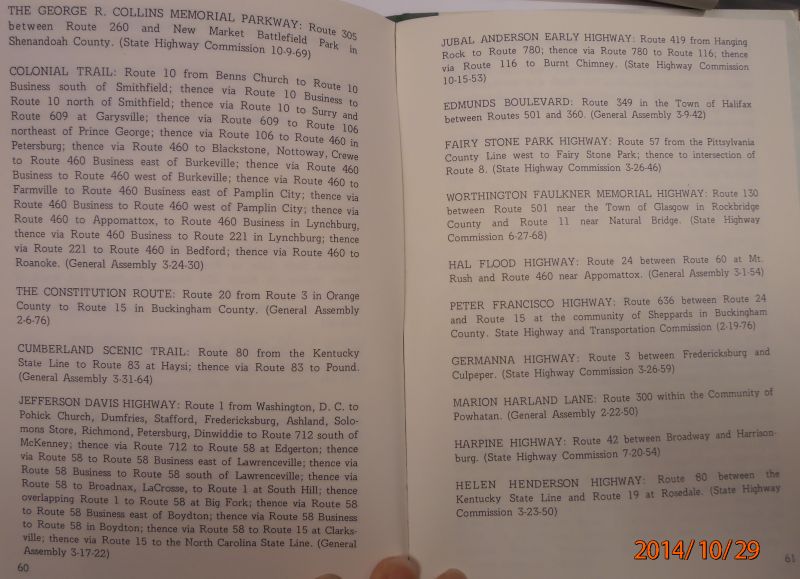 THE GEORGE R. COLLINS MEMORIAL PARKWAY: Route 305
between Route 260 and New Market Battlefield Park in
Shenandoah County. (State Highway Commission 10-9-69)
COLONIAL TRAIL: Route 10 from Benns Church to Route 10
Business south of Smithfield; thence via Route 10 Business to
Route 10 north of Smithfield; thence via Route 10 to Surry and
Route 609 at Garysville; thence via Route 609 to Route 106
northeast of Prince George; thence via Route 106 to Route 460 in
Petersburg; thence via Route 460 to Blackstone, Nottoway, Crewe
to Route 460 Business east of Burkeville; thence via Route 460
Business to Route 460 west of Burkeville; thence via Route 460 to
Farmville to Route 460 Business east of Pamplin City; thence via
Route 460 Business to Route 460 west of Pamplin City; thence via
Route 460 to Appomattox, to Route 460 Business in Lynchburg,
thence via Route 460 Business to Route 221 in Lynchburg; thence
via Route 221 to Route 460 in Bedford; thence via Route 460 to
Roanoke. (General Assembly 3-24-30)
THE CONSTITUTION ROUTE: Route 20 from Route 3 in Orange
County to Route 15 in Buckingham County. (General Assembly
2-6-76)
CUMBERLAND SCENIC TRAIL: Route 80 from the Kentucky
State Line to Route 83 at Haysi; thence via Route 83 to Pound.
(General Assembly 3-31-64)
JEFFERSON DAVIS HIGHWAY: Route 1 from Washington, D. C. to
Pohick Church, Dumfries, Stafford, Fredericksburg, Ashland, Solo-
mons Store, Richmond, Petersburg, Dinwiddie to Route 712 south of
McKenney; thence via Route 712 to Route 58 at Edgerton; thence
via Route 58 to Route 58 Business east of Lawrenceville; thence via
Route 58 Business to Route 58 south of Lawrenceville; thence via
Route 58 to Broadnax, LaCrosse, to Route 1 at South Hill; thence
overlapping Route 1 to Route 58 at Big Fork; thence via Route 58
to Route 58 Business east of Boydton; thence via Route 58 Business
to Route 58 in Boydton; thence via Route 58 to Route 15 at Clarks-
ville; thence via Route 15 to the North Carolina State Line. (General
Assembly 3-17-22)
60
JUBAL ANDERSON EARLY HIGHWAY: Route 419 from Hanging
Rock to Route 780; thence via Route 780 to Route 116; thence
via Route 116 to Burnt Chimney. (State Highway Commission
10-15-53)
EDMUNDS BOULEVARD: Route 349 in the Town of Halifax
between Routes 501 and 360. (General Assembly 3-9-42)
FAIRY STONE PARK HIGHWAY: Route 57 from the Pittsylvania
County Line west to Fairy Stone Park; thence to intersection of
Route 8. (State Highway Commission 3-26-46)
WORTHINGTON FAULKNER MEMORIAL HIGHWAY: Route 130
between Route 501 near the Town of Glasgow in Rockbridge
County and Route 11 near Natural Bridge. (State Highway
Commission 6-27-68)
HAL FLOOD HIGHWAY: Route 24 between Route 60 at Mt.
Rush and Route 460 near Appomattox. (General Assembly 3-1-54)
PETER FRANCISCO HIGHWAY: Route 636 between Route 24
and Route 15 at the community of Sheppards in Buckingham
County. State Highway and Transportation Commission (2-19-76)
GERMANNA HIGHWAY: Route 3 between Fredericksburg and
Culpeper. (State Highway Commission 3-26-59)
MARION HARLAND LANE: Route 300 within the Community of
Powhatan. (General Assembly 2-22-50)
HARPINE HIGHWAY: Route 42 between Broadway and Harrison-
burg. (State Highway Commission 7-20-54)
HELEN HENDERSON HIGHWAY: Route 80 between the
Kentucky State Line and Route 19 at Rosedale. (State Highway
Commission 3-23-50)
61
2014/10/29